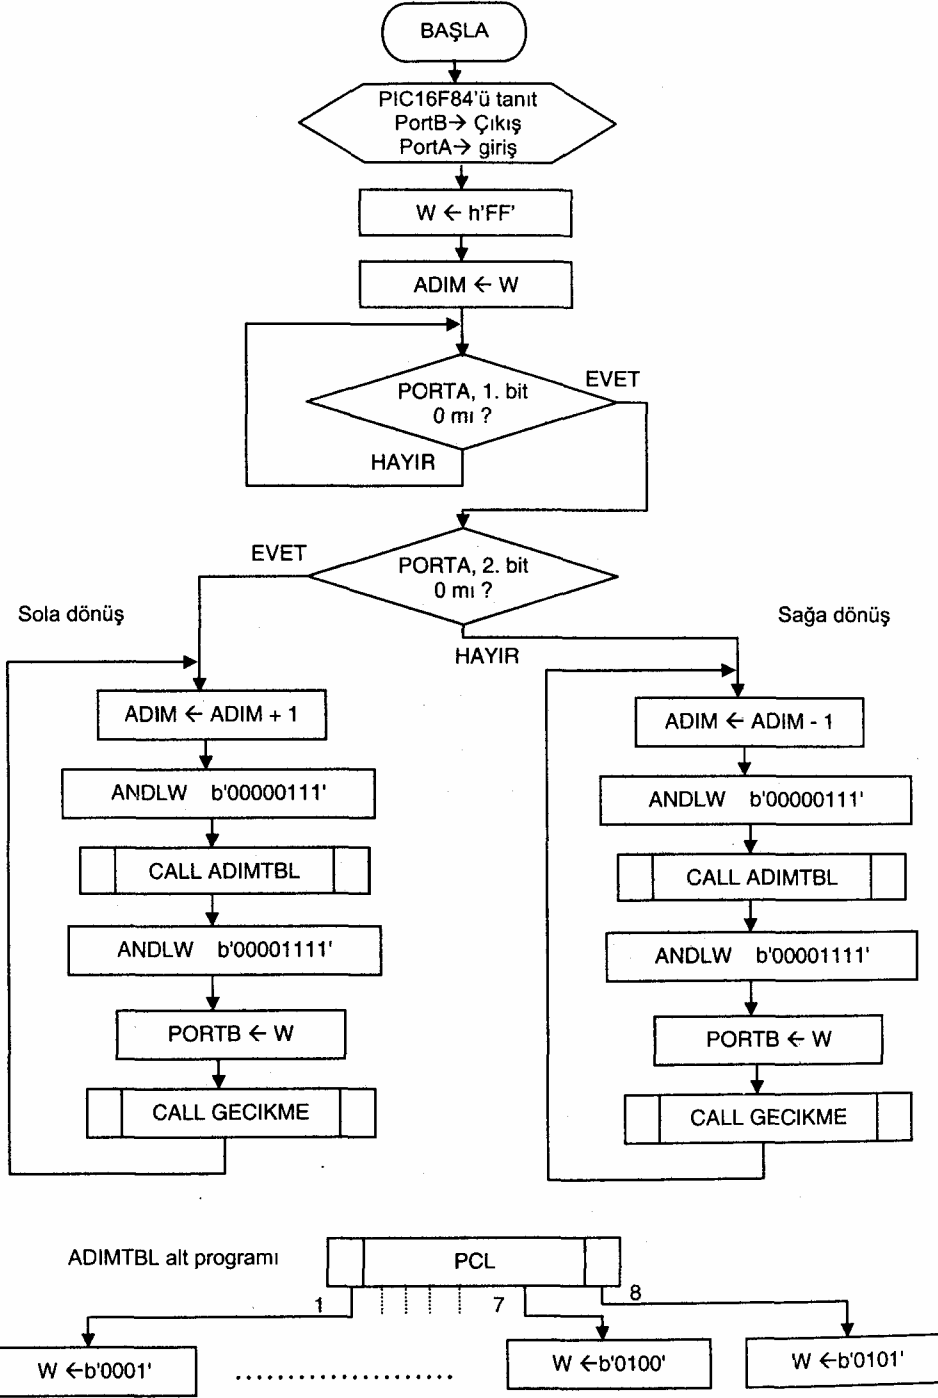 BAŞLA
PIC16F84'ü tanıt
PortB→ Çıkış
PortA→ giriş
W ← h'FF'
ADIM ← W
PORTA, 1. bit
0 mı ?
EVET
HAYIR
PORTA, 2. bit
0 mı ?
EVET
HAYIR
Sola dönüş
Sağa dönüş
ADIM ← ADIM + 1
ANDLW b'00000111'
CALL ADIMTBL
ANDLW b'00001111'
PORTB ← W
CALL GECIKME
ADIM ← ADIM - 1
ANDLW b'00000111'
CALL ADIMTBL
ANDLW b'00001111'
PORTB ← W
CALL GECIKME
ADIMTBL alt programı
PCL
1
7
8
W ←b'0001'
....................
W ←b'0100'
W ←b'0101'